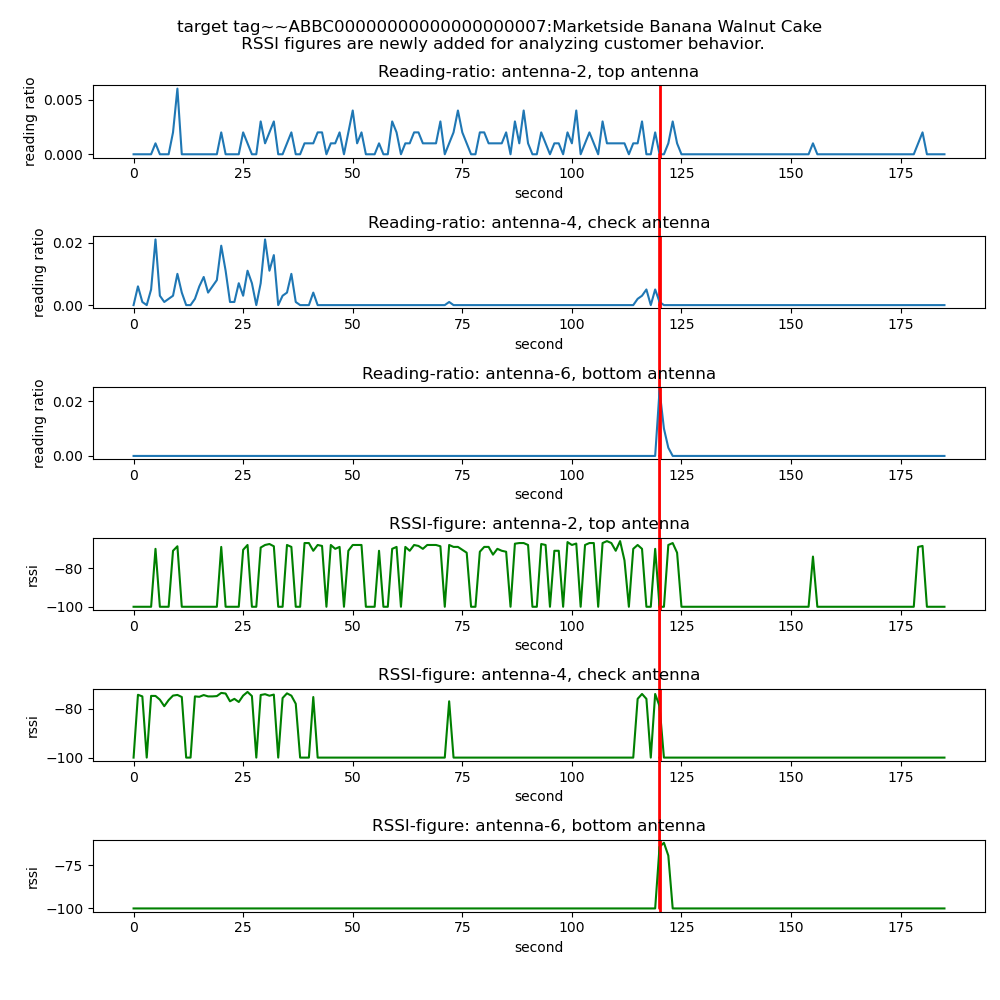 target tag~~ABBC00000000000000000007:Marketside Banana Walnut Cake
RSSI figures are newly added for analyzing customer behavior.
Reading-ratio: antenna-2, top antenna
reading ratio
0.005
0.000
0 25 50 75 100 125 150 175
second
Reading-ratio: antenna-4, check antenna
reading ratio
0.02
0.00
0 25 50 75 100 125 150 175
second
Reading-ratio: antenna-6, bottom antenna
reading ratio
0.02
0.00
0 25 50 75 100 125 150 175
second
RSSI-figure: antenna-2, top antenna
rssi
−80
−100
0 25 50 75 100 125 150 175
second
RSSI-figure: antenna-4, check antenna
rssi
−80
−100
0 25 50 75 100 125 150 175
second
RSSI-figure: antenna-6, bottom antenna
rssi
−75
−100
0 25 50 75 100 125 150 175
second